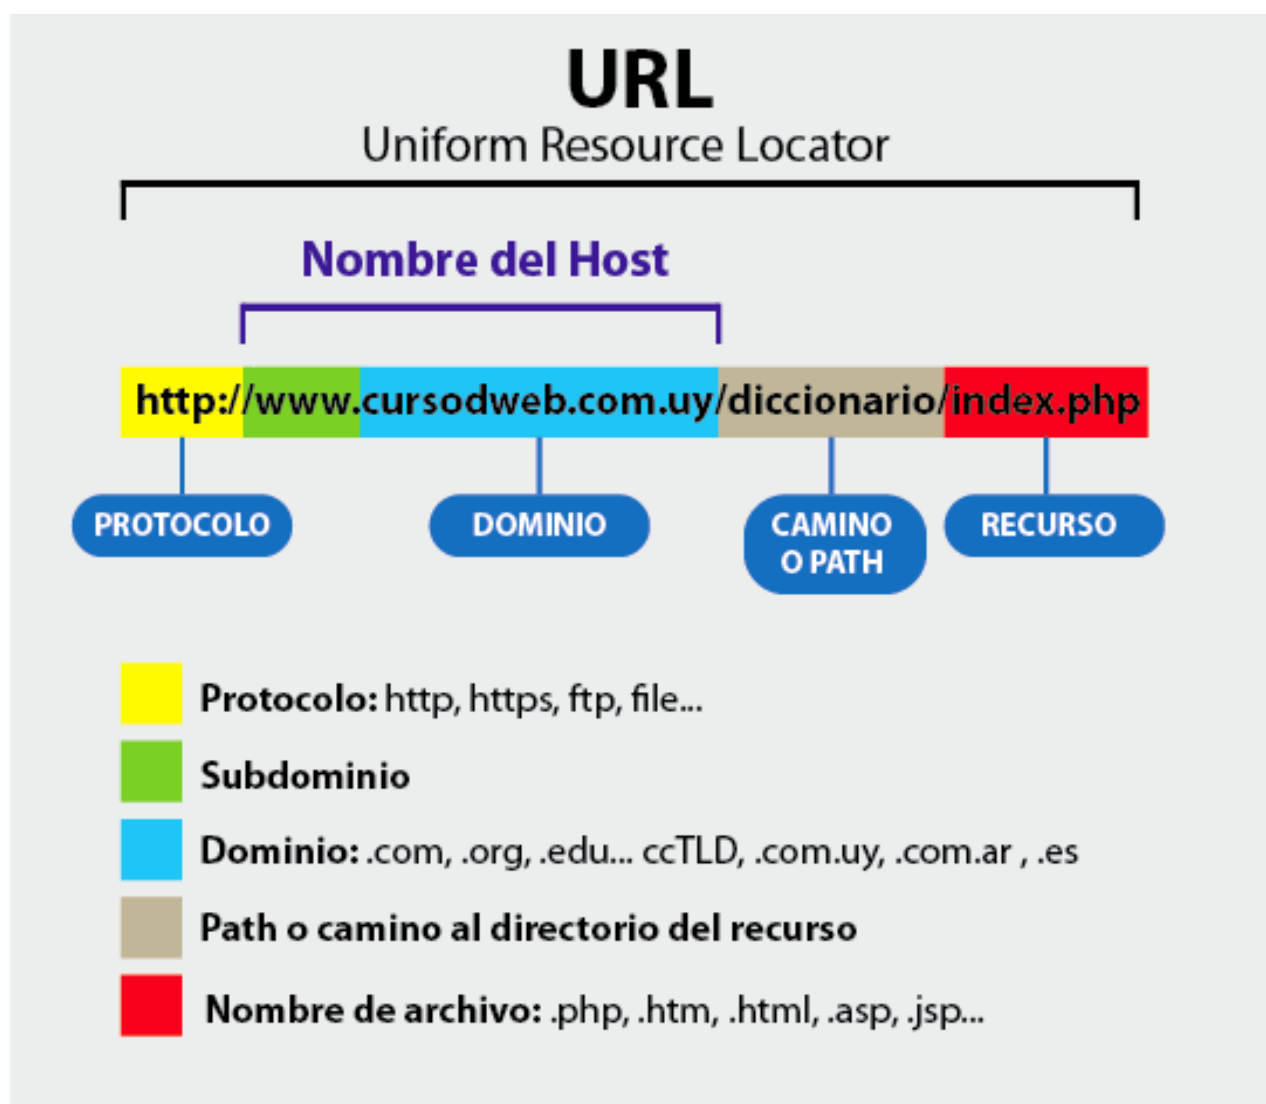 URL
Uniform Resource Locator
Nombre del Host
http://www.cursodweb.com.uy/diccionario/index.php
PROTOCOLO
DOMINIO
CAMINO
O PATH
RECURSO
Protocolo: http, https, ftp, file...
Subdominio
Dominio: .com, .org, .edu... ccTLD, .com.uy, .com.ar , .es
Path o camino al directorio del recurso
Nombre de archivo: .php, .htm, .html, .asp, .jsp...